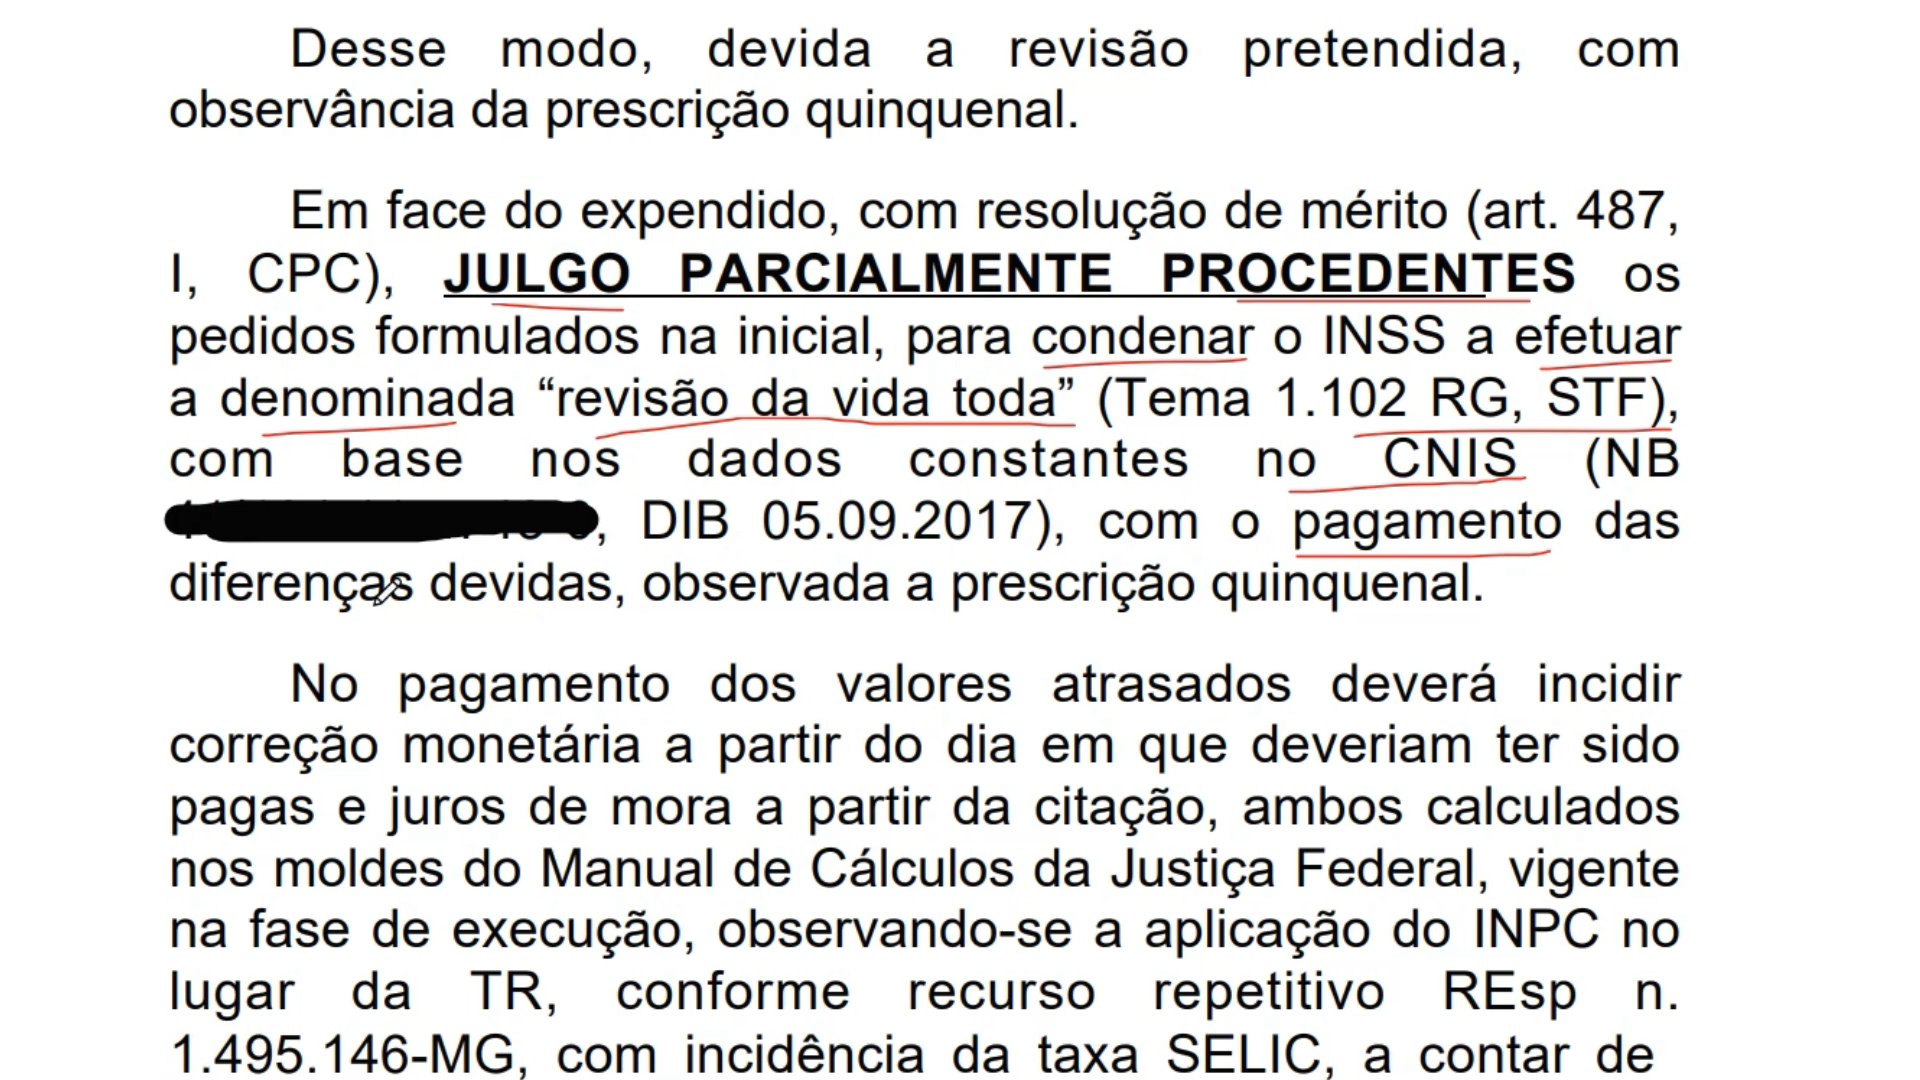 Desse modo, devida a revisão pretendida, com
observância da prescrição quinquenal.
Em face do expendido, com resolução de mérito (art. 487,
I, CPC), JULGO PARCIALMENTE PROCEDENTES os
pedidos formulados na inicial, para condenar o INSS a efetuar
a denominada “revisão da vida toda” (Tema 1.102 RG, STF),
com base nos dados constantes no CNIS (NB
, DIB 05.09.2017), com o pagamento das
diferenças devidas, observada a prescrição quinquenal.
No pagamento dos valores atrasados deverá incidir
correção monetária a partir do dia em que deveriam ter sido
pagas e juros de mora a partir da citação, ambos calculados
nos moldes do Manual de Cálculos da Justiça Federal, vigente
na fase de execução, observando-se a aplicação do INPC no
lugar da TR, conforme recurso repetitivo REsp n.
1.495.146-MG, com incidência da taxa SELIC, a contar de